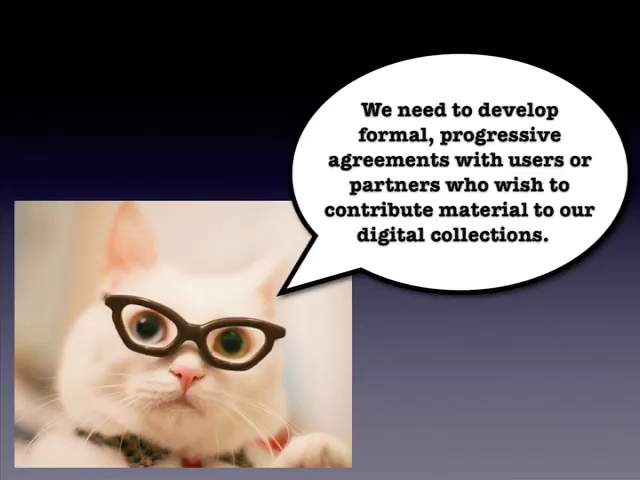 We need to develop
formal, progressive
agreements with users or
partners who wish to
contribute material to our
digital collections.